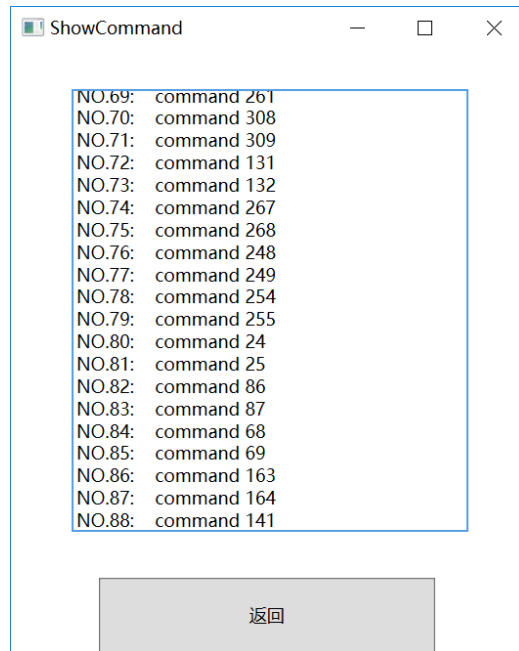 ShowCommand
NO.69: command 261
NO.70: command 308
NO.71: command 309
NO.72: command 131
NO.73: command 132
NO.74: command 267
NO.75: command 268
NO.76: command 248
NO.77: command 249
NO.78: command 254
NO.79: command 255
NO.80: command 24
NO.81: command 25
NO.82: command 86
NO.83: command 87
NO.84: command 68
NO.85: command 69
NO.86: command 163
NO.87: command 164
NO.88: command 141
返回